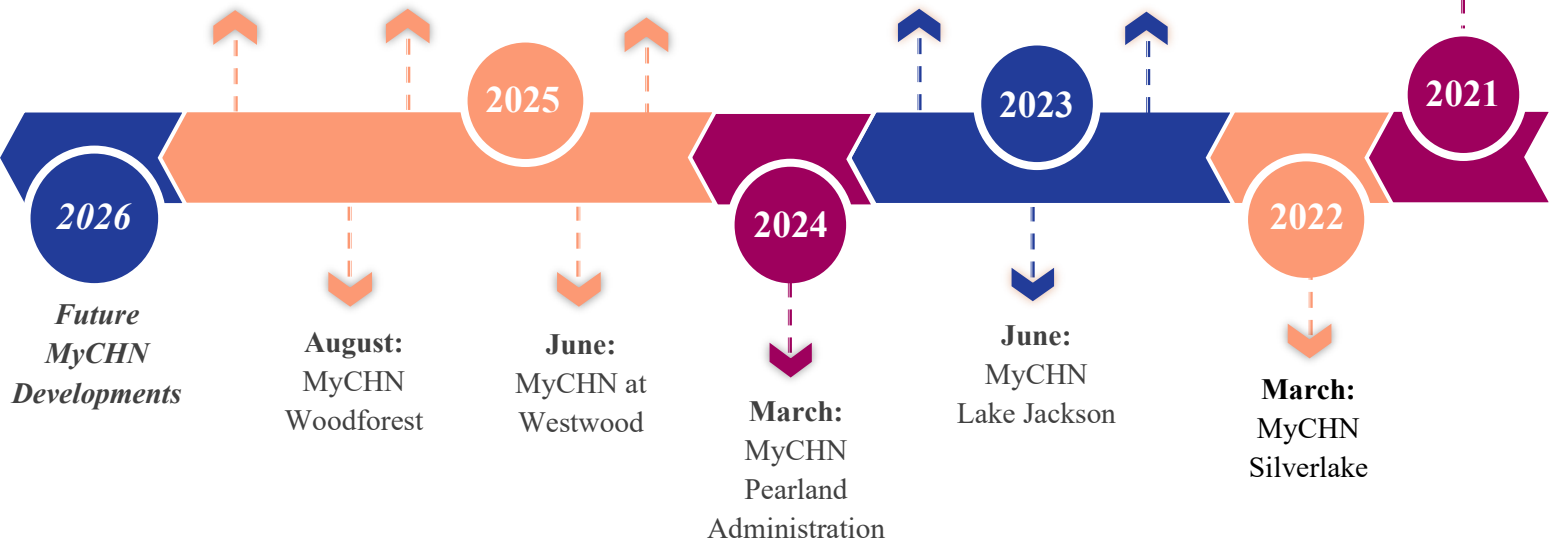 2025
2023
2021
2026
2024
2022
Future
MyCHN
Developments
August:
MyCHN
Woodforest
June:
MyCHN at
Westwood
March:
MyCHN
Pearland
Administration
June:
MyCHN
Lake Jackson
March:
MyCHN
Silverlake